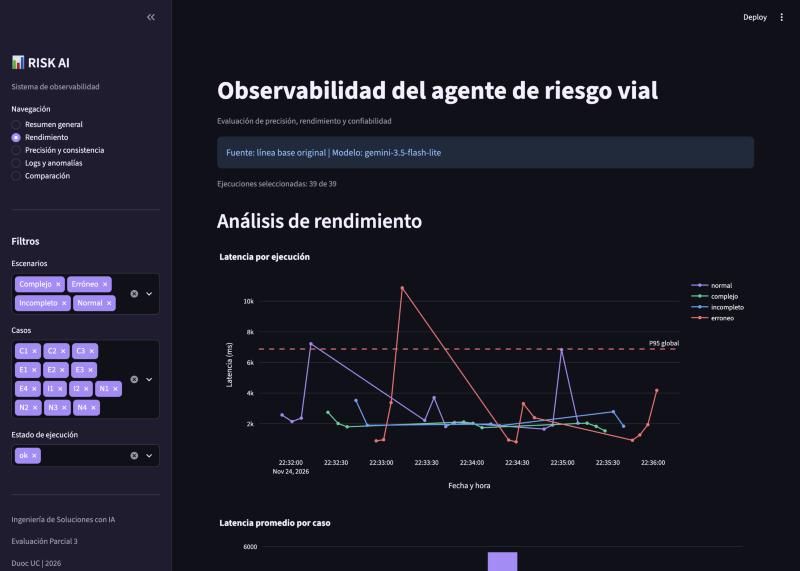 Deploy
RISK AI
Sistema de observabilidad
Navegación
Resumen general
Rendimiento
Precisión y consistencia
Logs y anomalías
Comparación
Filtros
Escenarios
Complejo × Erróneo ×
Incompleto × Normal ×
Casos
C1 × C2 × C3 ×
E1 × E2 × E3 ×
E4 × I1 × I2 × N1 ×
N2 × N3 × N4 ×
Estado de ejecución
ok ×
Ingeniería de Soluciones con IA
Evaluación Parcial 3
Duoc UC | 2026
Observabilidad del agente de riesgo vial
Evaluación de precisión, rendimiento y confiabilidad
Fuente: línea base original | Modelo: gemini-3.5-flash-lite
Ejecuciones seleccionadas: 39 de 39
Análisis de rendimiento
Latencia por ejecución
normal
complejo
incompleto
erroneo
P95 global
10k
8k
6k
4k
2k
Latencia (ms)
22:32:00 22:32:30 22:33:00 22:33:30 22:34:00 22:34:30 22:35:00 22:35:30 22:36:00
Nov 24, 2026
Fecha y hora
Latencia promedio por caso
6000